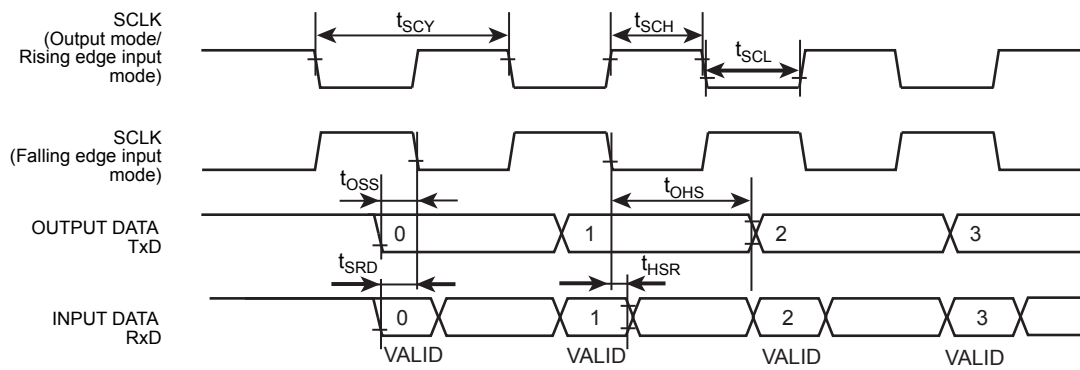 SCLK
(Output mode/
Rising edge input
mode)
tSCY
tSCH
tSCL
SCLK
(Falling edge input
mode)
tOSS
tOHS
OUTPUT DATA
TxD
0
1
2
3
tSRD
tHSR
INPUT DATA
RxD
0
1
2
3
VALID
VALID
VALID
VALID